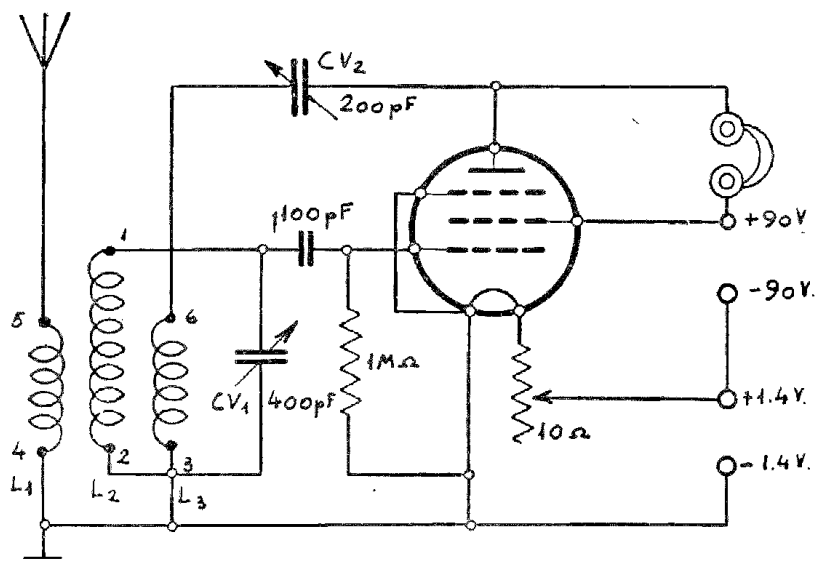 CV2
200pF
+90V.
100pF
1
-90V.
5
6
1MΩ
CV1
400pF
+1.4V.
10Ω
4
2
3
-1.4V.
L1
L2
L3